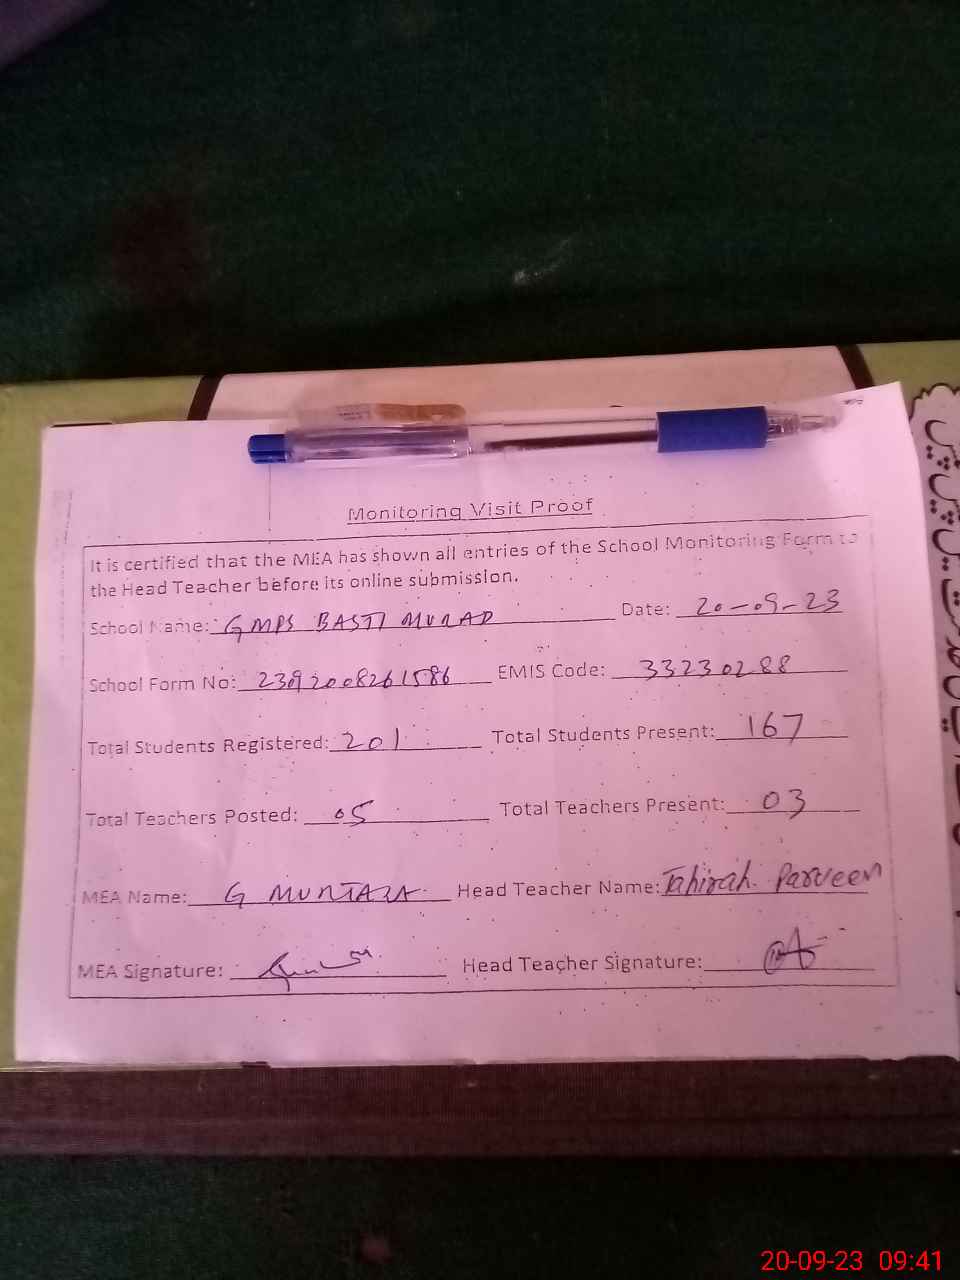 Monitoring Visit Proof
It is certified that the MEA has shown all entries of the School Monitoring Form to
the Head Teacher before its online submission.
School Name: GMPS BASTI MURAD Date: 20-09-23
School Form No: 23092008261586 EMIS Code: 33230288
Total Students Registered: 201 Total Students Present: 167
Total Teachers Posted: 05 Total Teachers Present: 03
MEA Name: G MURTAZA Head Teacher Name: Tahirah Parveen
MEA Signature: Head Teacher Signature:
20-09-23 09:41